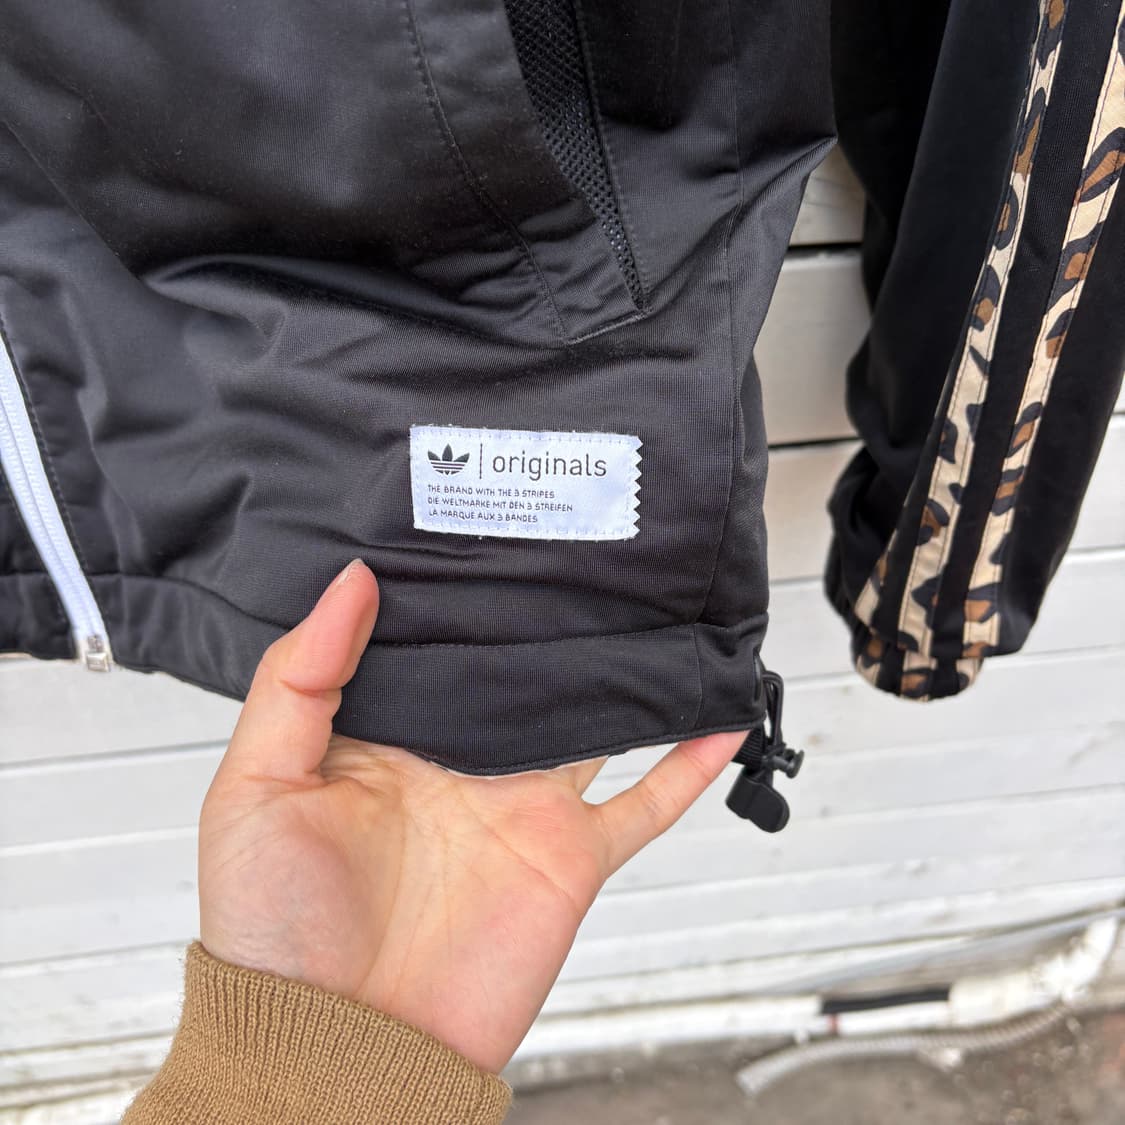 originals
THE BRAND WITH THE 3 STRIPES
DIE WELTMARKE MIT DEN 3 STREIFEN
LA MARQUE AUX 3 BANDES